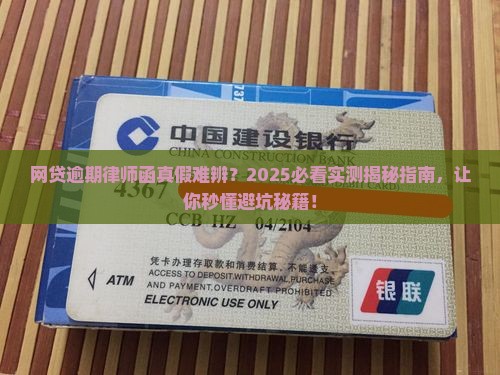 中国建设银行
网贷逾期律师函真假难辨？2025必看实测揭秘指南，让
你秒懂避坑秘籍！
4367
CCB HZ 04/2104
凭卡办理存取款和消费结算，不能透支。
ACCESS TO DEPOSIT.WITHDRAWAL.PURCHASE
AND PAYMENT.OVERDRAFT PROHIBITED.
ATM
ELECTRONIC USE ONLY
银联